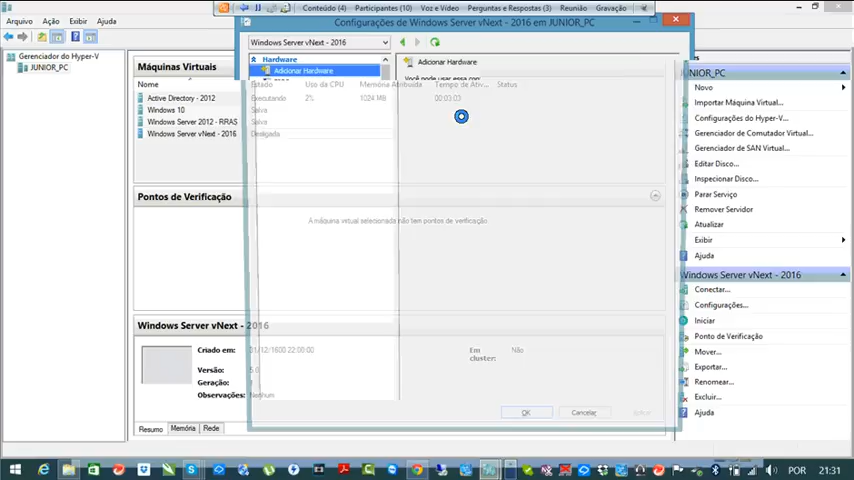 Conteúdo (4) Participantes (10) Voz e Vídeo Perguntas e Respostas (3) Reunião Gravação
Arquivo Ação Exibir Ajuda
Configurações de Windows Server vNext - 2016 em JUNIOR_PC
Gerenciador do Hyper-V
JUNIOR_PC
Máquinas Virtuais
Nome
Active Directory - 2012
Windows 10
Windows Server 2012 - RRAS
Windows Server vNext - 2016
Windows Server vNext - 2016
Hardware
Adicionar Hardware
Adicionar Hardware
Estado Uso da CPU Memória Atribuída Tempo de Ativ... Status
Executando 2% 1024 MB 00:03:03
Salva
Salva
Desligada
Pontos de Verificação
A máquina virtual selecionada não tem pontos de verificação
Windows Server vNext - 2016
Criado em: 01/12/1600 22:00:00
Versão: 5.0
Geração:
Observações: Nenhum
Em cluster: Não
OK Cancelar Aplicar
Resumo Memória Rede
JUNIOR_PC
Novo
Importar Máquina Virtual...
Configurações do Hyper-V...
Gerenciador de Comutador Virtual...
Gerenciador de SAN Virtual...
Editar Disco...
Inspecionar Disco...
Parar Serviço
Remover Servidor
Atualizar
Exibir
Ajuda
Windows Server vNext - 2016
Conectar...
Configurações...
Iniciar
Ponto de Verificação
Mover...
Exportar...
Renomear...
Excluir...
Ajuda
POR 21:31